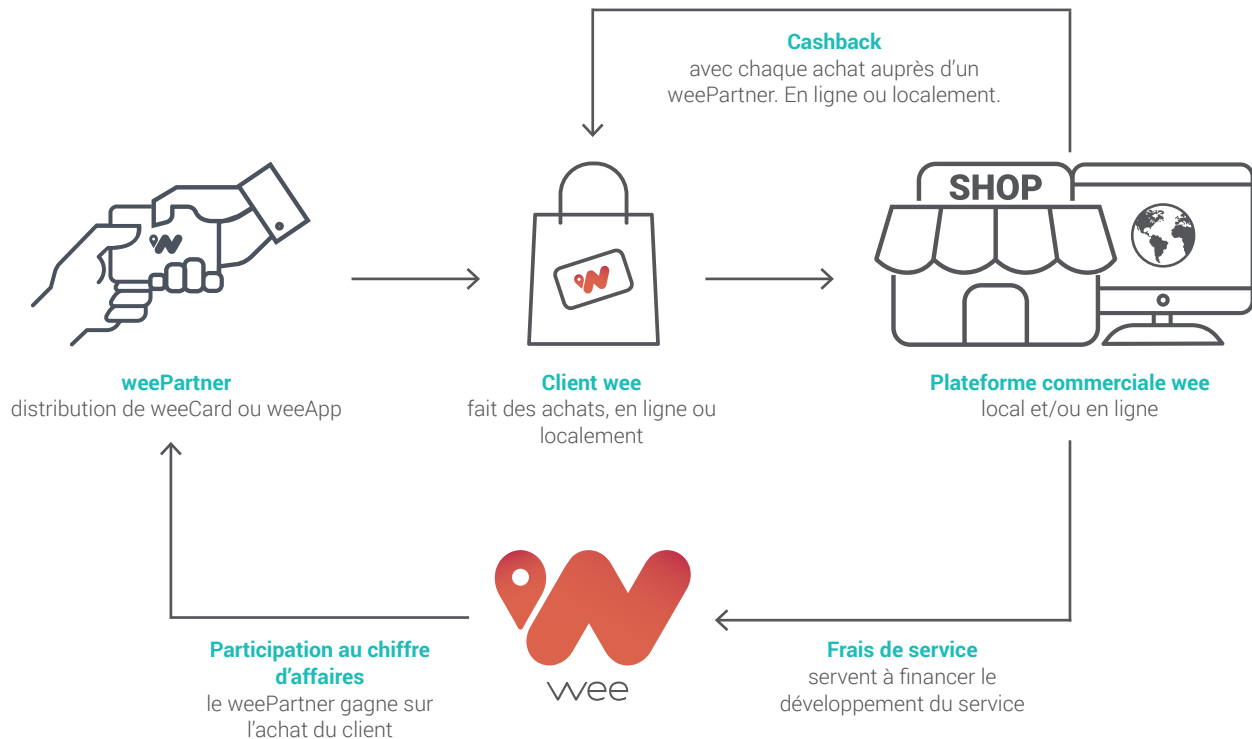 Cashback
avec chaque achat auprès d’un
weePartner. En ligne ou localement.
SHOP
weePartner
distribution de weeCard ou weeApp
Client wee
fait des achats, en ligne ou
localement
Plateforme commerciale wee
local et/ou en ligne
Participation au chiffre
d’affaires
le weePartner gagne sur
l’achat du client
wee
Frais de service
servent à financer le
développement du service